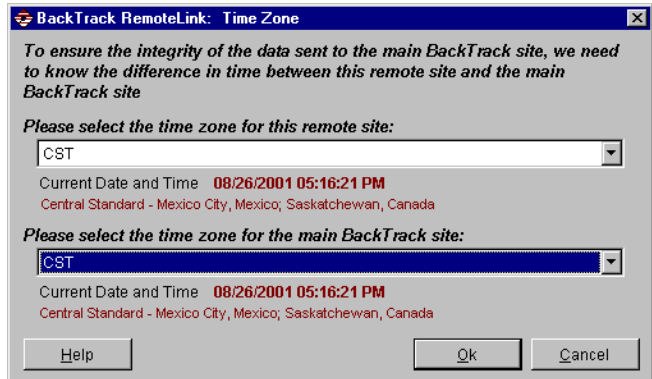 BackTrack RemoteLink: Time Zone
To ensure the integrity of the data sent to the main BackTrack site, we need
to know the difference in time between this remote site and the main
BackTrack site
Please select the time zone for this remote site:
CST
Current Date and Time 08/26/2001 05:16:21 PM
Central Standard - Mexico City, Mexico; Saskatchewan, Canada
Please select the time zone for the main BackTrack site:
CST
Current Date and Time 08/26/2001 05:16:21 PM
Central Standard - Mexico City, Mexico; Saskatchewan, Canada
Help Ok Cancel